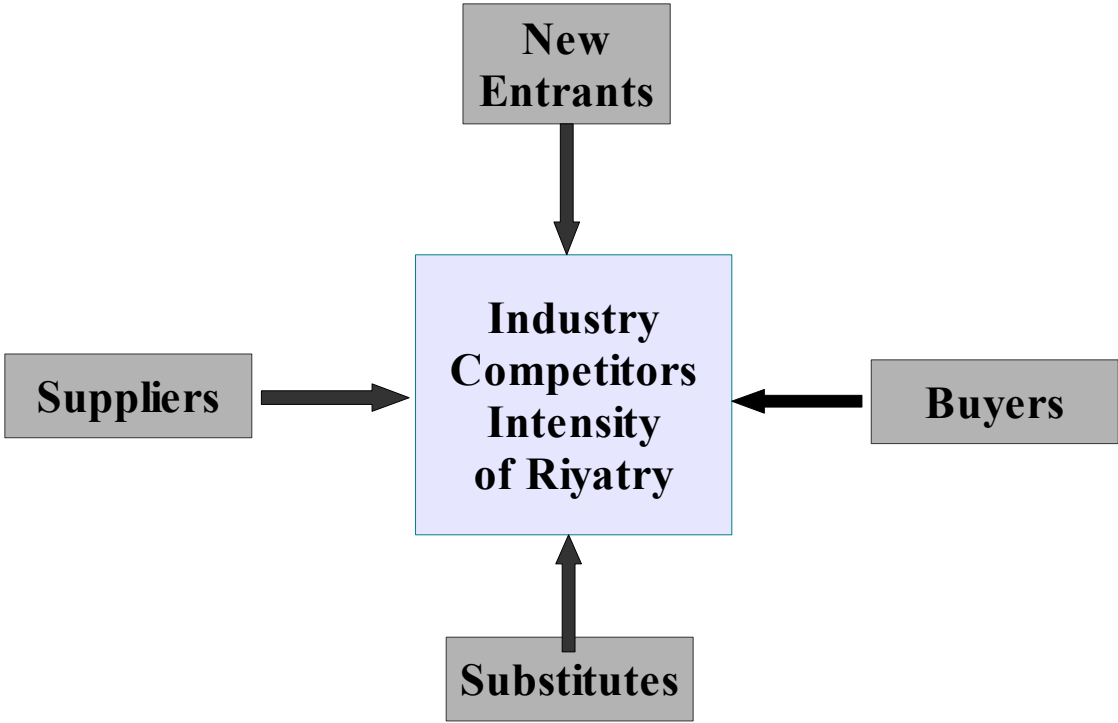 New
Entrants
Suppliers
Industry
Competitors
Intensity
of Riyatry
Buyers
Substitutes